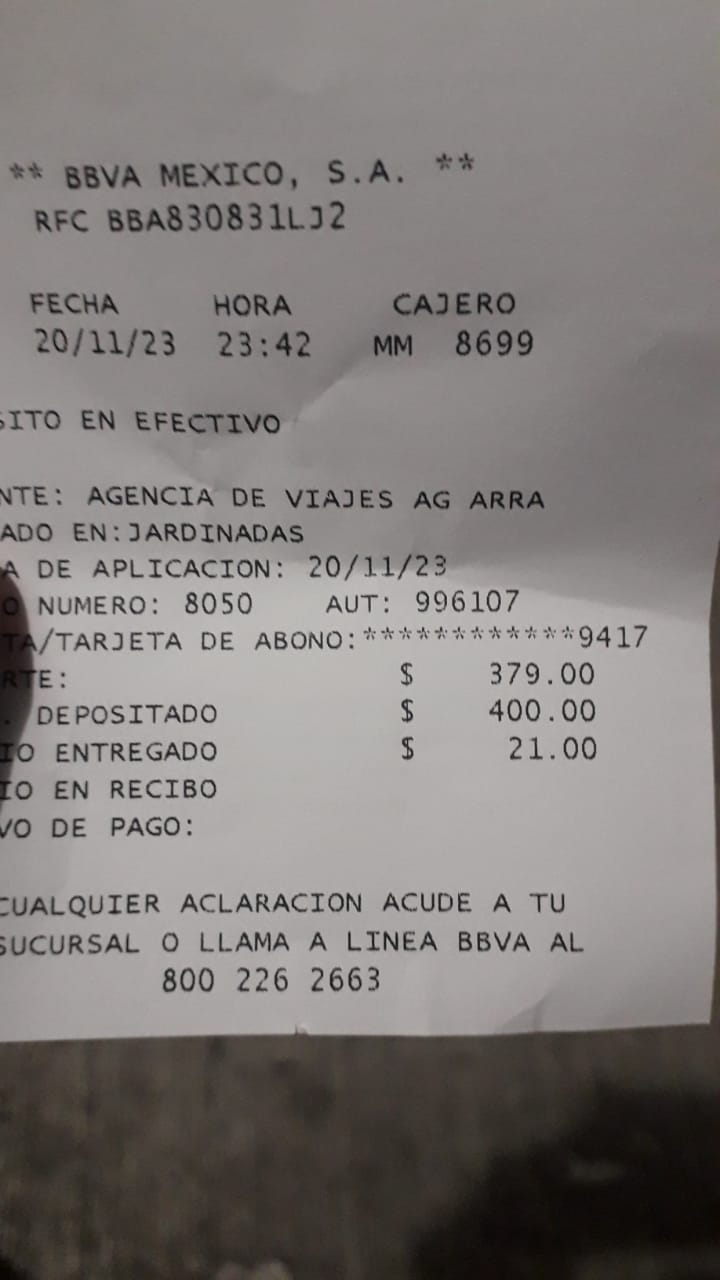 ** BBVA MEXICO, S.A. **
RFC BBA830831LJ2
FECHA HORA CAJERO
20/11/23 23:42 MM 8699
SITO EN EFECTIVO
NTE: AGENCIA DE VIAJES AG ARRA
ADO EN:JARDINADAS
A DE APLICACION: 20/11/23
O NUMERO: 8050 AUT: 996107
TA/TARJETA DE ABONO:************9417
RTE: $ 379.00
. DEPOSITADO $ 400.00
IO ENTREGADO $ 21.00
IO EN RECIBO
VO DE PAGO:
CUALQUIER ACLARACION ACUDE A TU
SUCURSAL O LLAMA A LINEA BBVA AL
800 226 2663